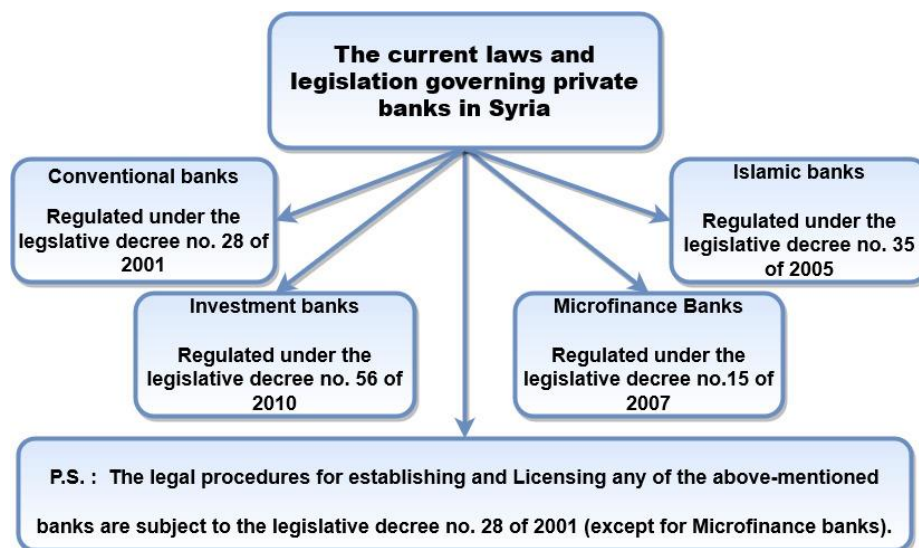 The current laws and
legislation governing private
banks in Syria
Conventional banks
Regulated under the
legslative decree no. 28 of
2001
Islamic banks
Regulated under the
legislative decree no. 35
of 2005
Investment banks
Regulated under the
legislative decree no. 56 of
2010
Microfinance Banks
Regulated under the
legislative decree no.15 of
2007
P.S. : The legal procedures for establishing and Licensing any of the above-mentioned
banks are subject to the legislative decree no. 28 of 2001 (except for Microfinance banks).